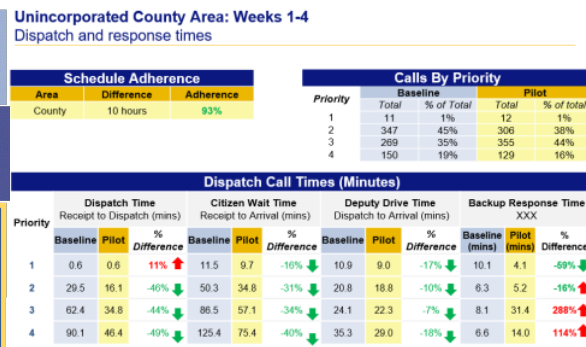 Unincorporated County Area: Weeks 1-4
Dispatch and response times
Schedule Adherence
Area Difference Adherence
County 10 hours 93%
Calls By Priority
Priority Baseline Pilot
Total % of Total Total % of total
1 11 1% 12 1%
2 347 45% 306 38%
3 269 35% 355 44%
4 150 19% 129 16%
Dispatch Call Times (Minutes)
Priority Dispatch Time Citizen Wait Time Deputy Drive Time Backup Response Time
Receipt to Dispatch (mins) Receipt to Arrival (mins) Dispatch to Arrival (mins) XXX
Baseline Pilot % Difference Baseline Pilot % Difference Baseline Pilot % Difference Baseline (mins) Pilot (mins) % Difference
1 0.6 0.6 11% 11.5 9.7 -16% 10.9 9.0 -17% 10.1 4.1 -59%
2 29.5 16.1 -46% 50.3 34.8 -31% 20.8 18.8 -10% 6.3 5.2 -16%
3 62.4 34.8 -44% 86.5 57.1 -34% 24.1 22.3 -7% 8.1 31.4 288%
4 90.1 46.4 -49% 125.4 75.4 -40% 35.3 29.0 -18% 6.6 14.0 114%